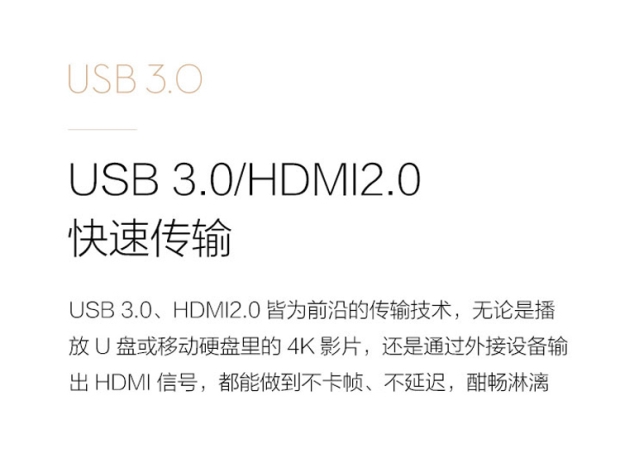 USB 3.0
USB 3.0/HDMI2.0
快速传输
USB 3.0、HDMI2.0 皆为前沿的传输技术，无论是播
放 U 盘或移动硬盘里的 4K 影片，还是通过外接设备输
出 HDMI 信号，都能做到不卡帧、不延迟，酣畅淋漓